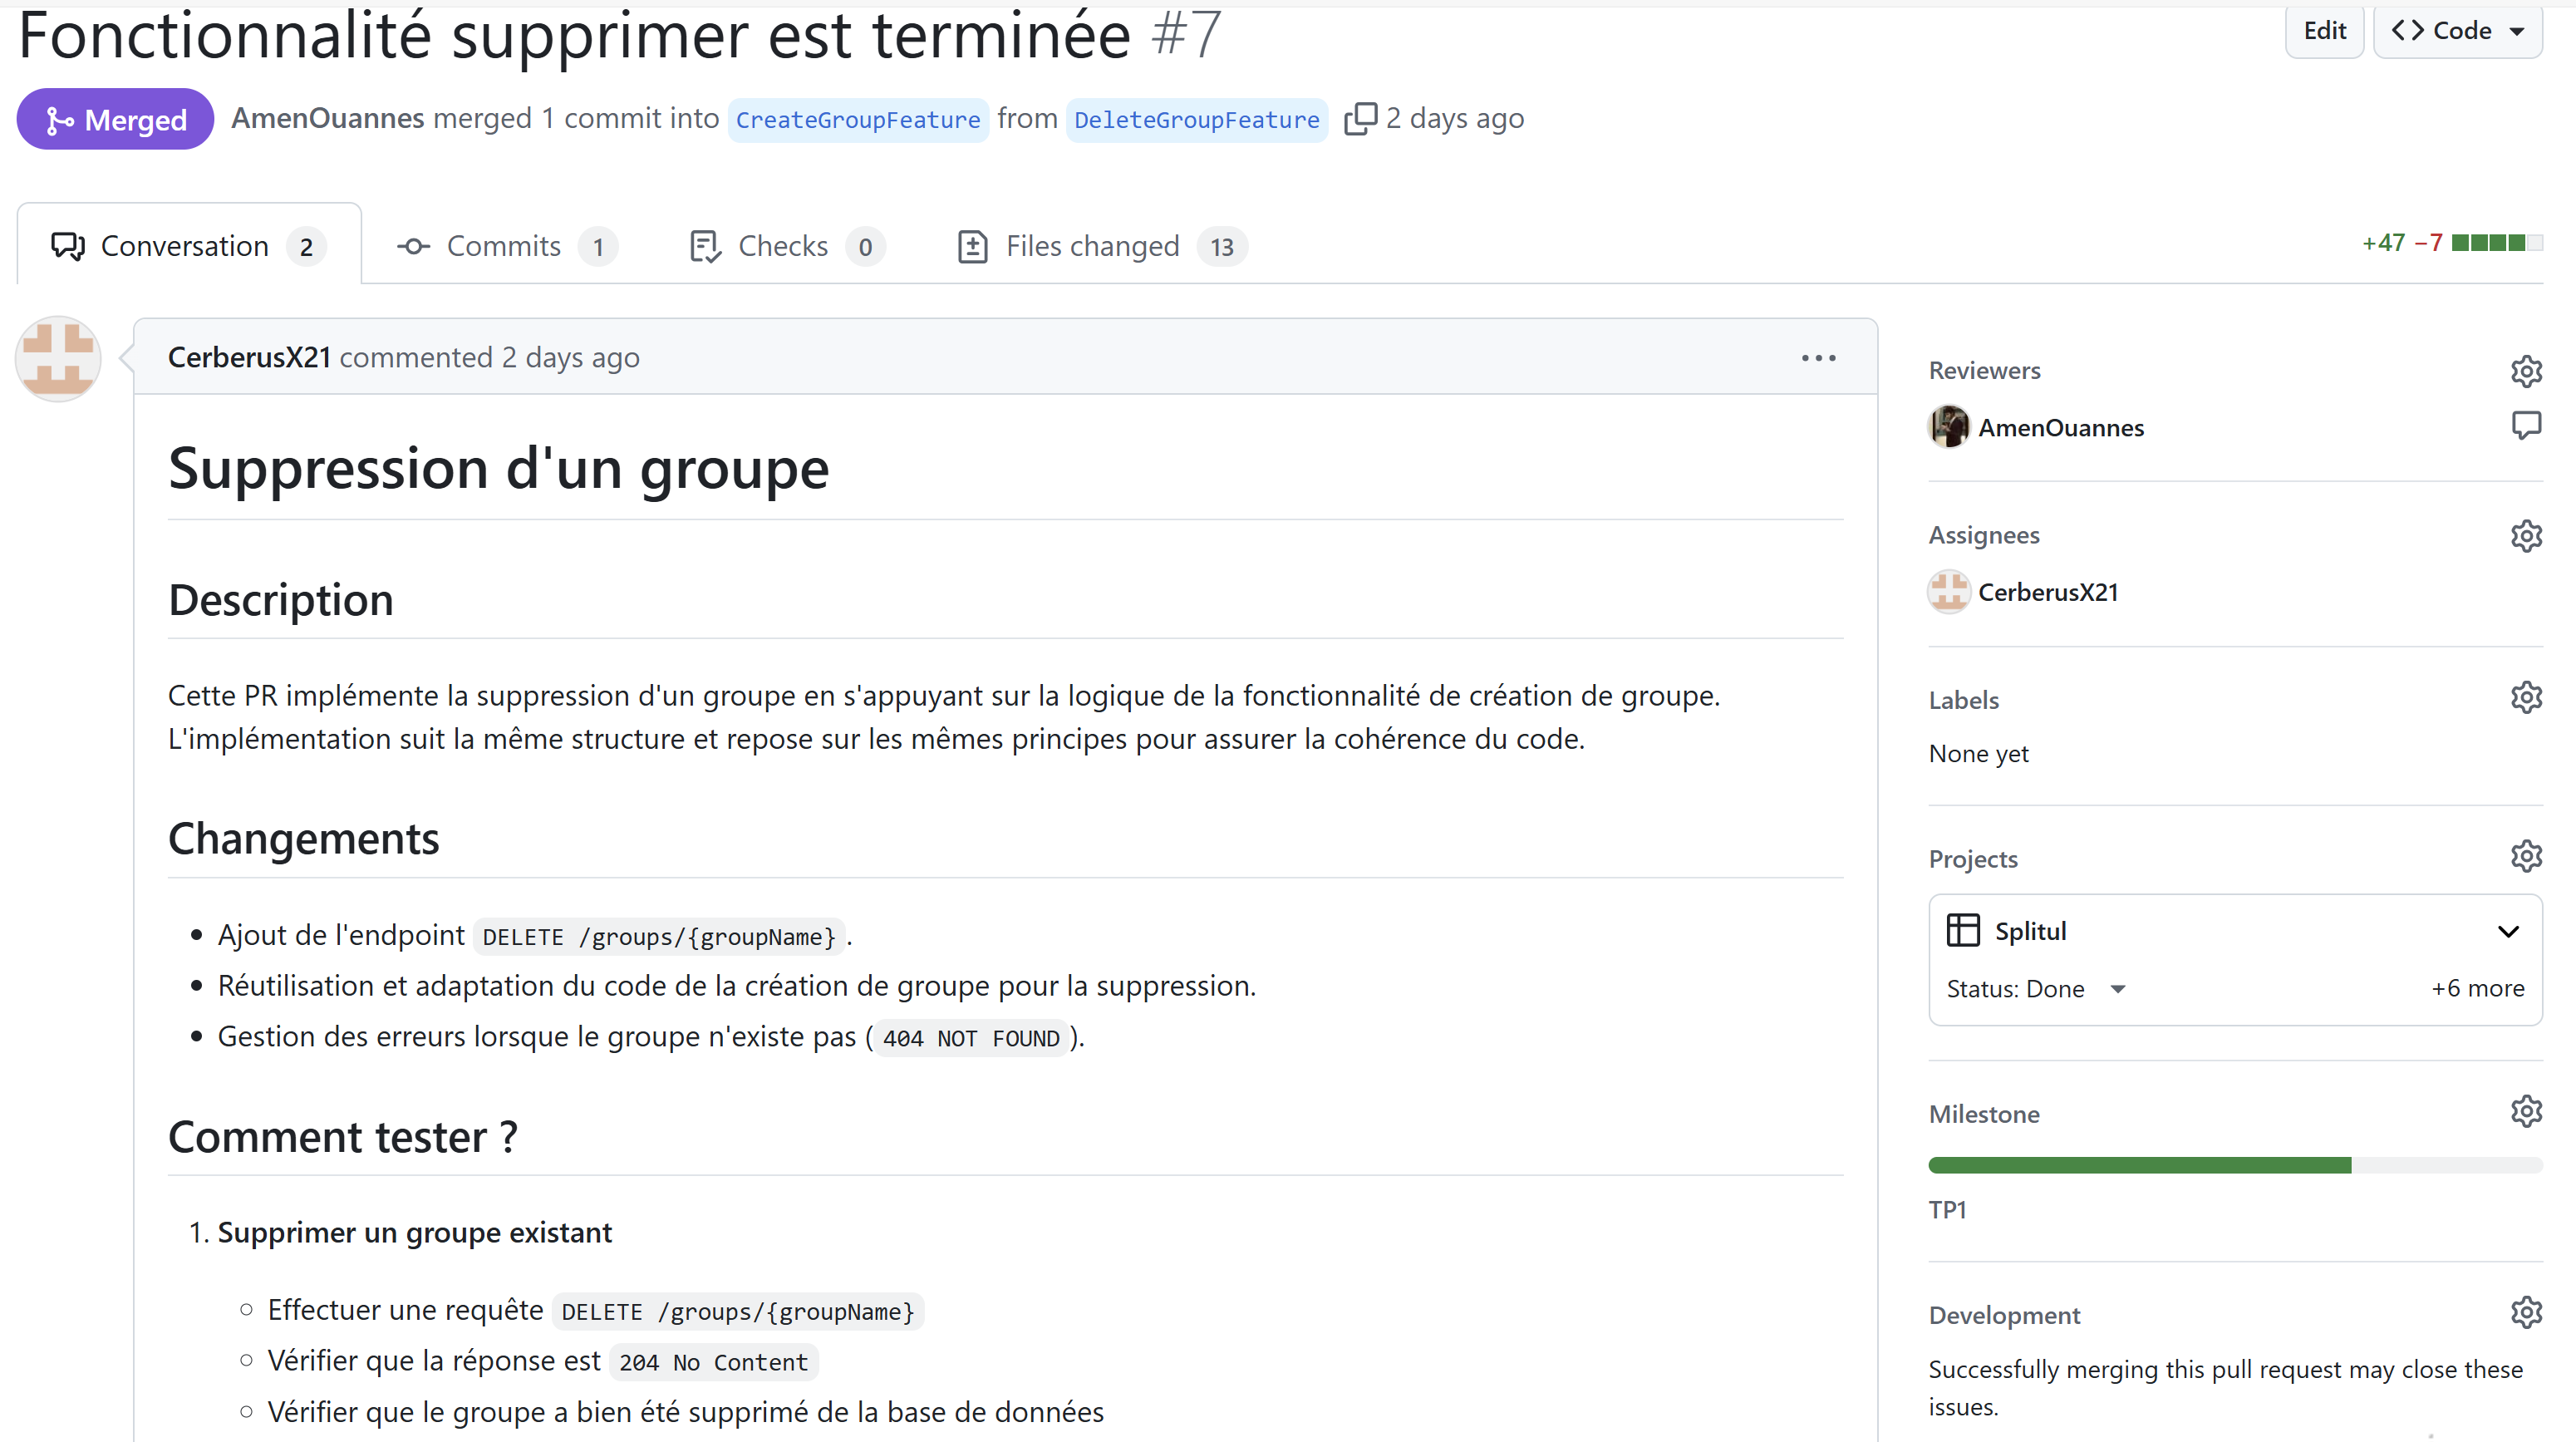 Fonctionnalité supprimer est terminée #7
Edit
Code
Merged
AmenOuannes merged 1 commit into CreateGroupFeature from DeleteGroupFeature 2 days ago
Conversation 2
Commits 1
Checks 0
Files changed 13
+47 −7
CerberusX21 commented 2 days ago
Suppression d'un groupe
Description
Cette PR implémente la suppression d'un groupe en s'appuyant sur la logique de la fonctionnalité de création de groupe.
L'implémentation suit la même structure et repose sur les mêmes principes pour assurer la cohérence du code.
Changements
• Ajout de l'endpoint DELETE /groups/{groupName}.
• Réutilisation et adaptation du code de la création de groupe pour la suppression.
• Gestion des erreurs lorsque le groupe n'existe pas (404 NOT FOUND).
Comment tester ?
1. Supprimer un groupe existant
○ Effectuer une requête DELETE /groups/{groupName}
○ Vérifier que la réponse est 204 No Content
○ Vérifier que le groupe a bien été supprimé de la base de données
Reviewers
AmenOuannes
Assignees
CerberusX21
Labels
None yet
Projects
Splitul
Status: Done
+6 more
Milestone
TP1
Development
Successfully merging this pull request may close these
issues.